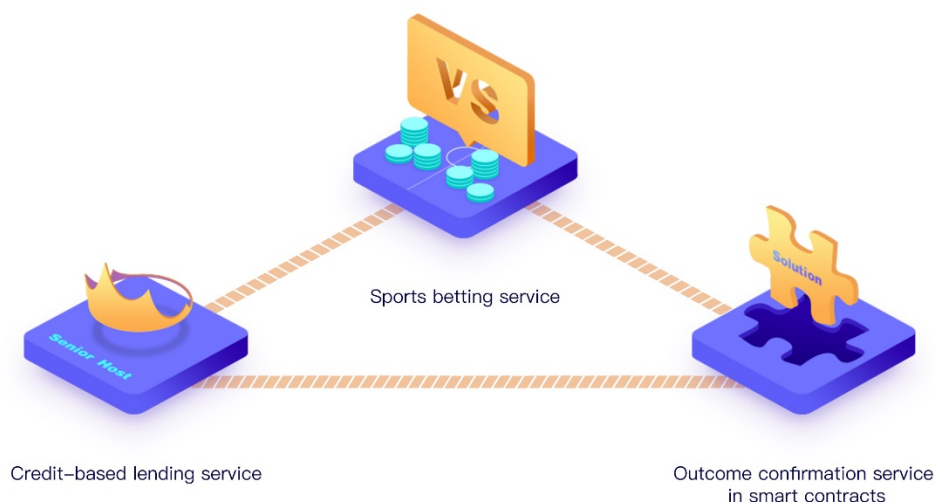 VS
Sports betting service
Solution
Senior Host
Credit-based lending service
Outcome confirmation service
in smart contracts